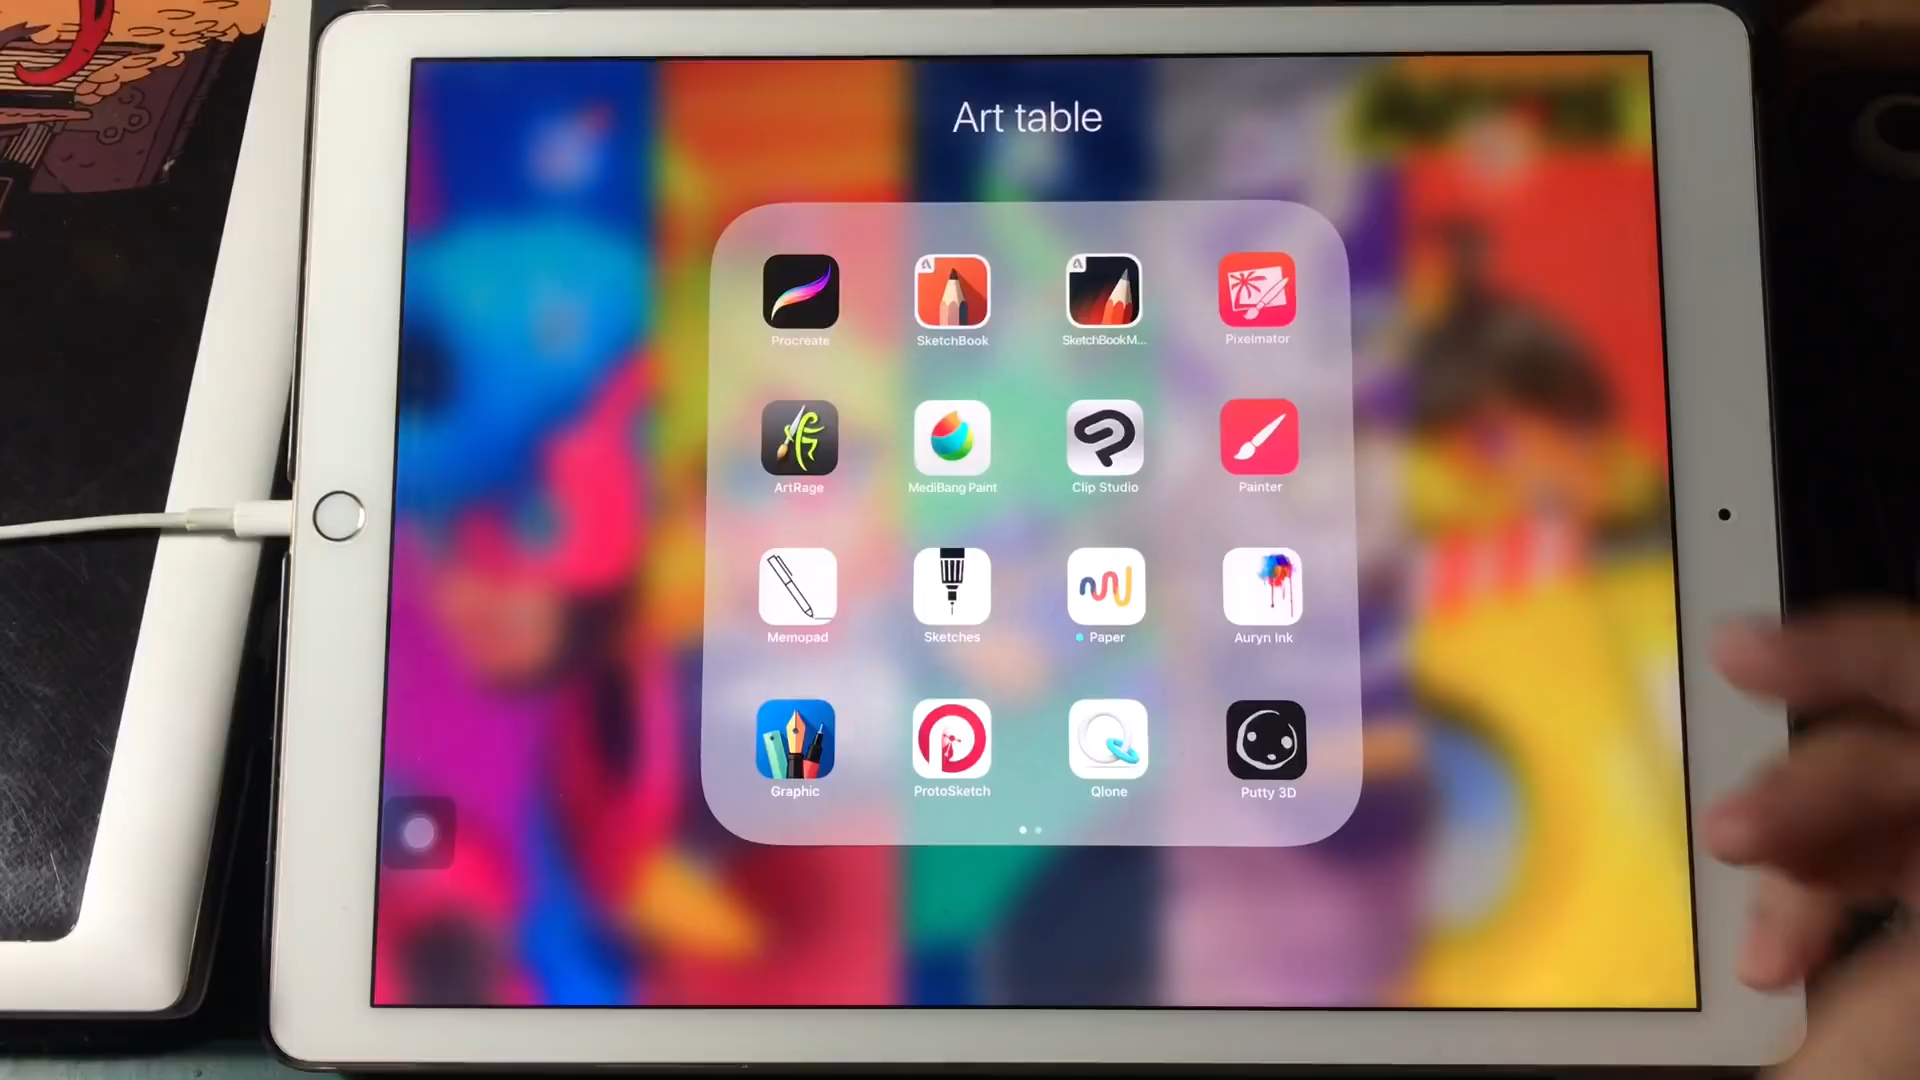 Art table
Procreate
SketchBook
SketchBookM...
Pixelmator
ArtRage
MediBang Paint
Clip Studio
Painter
Memopad
Sketches
Paper
Auryn Ink
Graphic
ProtoSketch
Qlone
Putty 3D